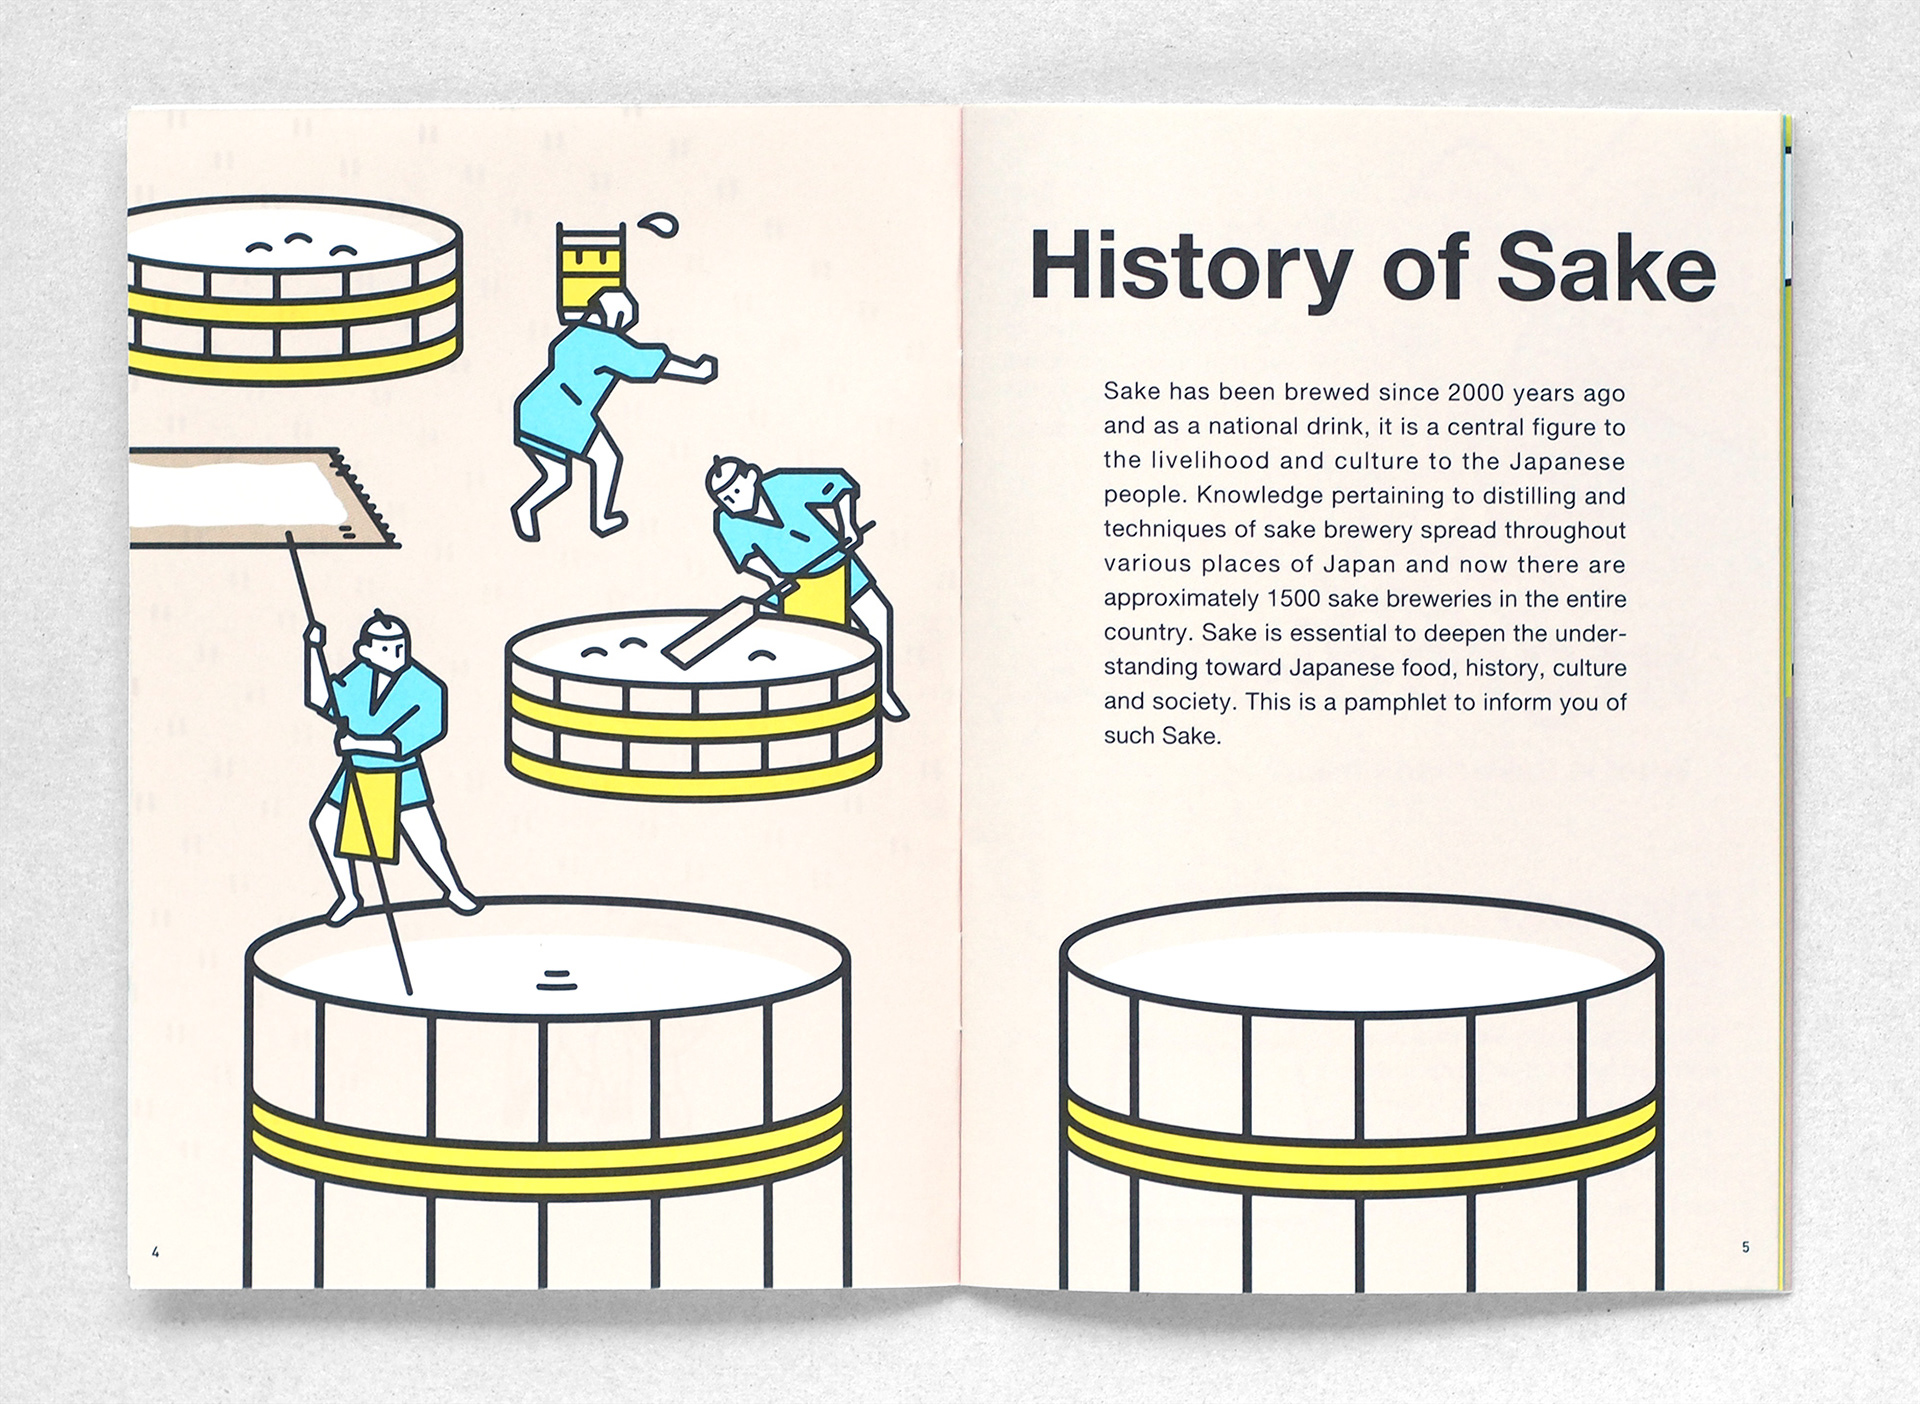 History of Sake
Sake has been brewed since 2000 years ago
and as a national drink, it is a central figure to
the livelihood and culture to the Japanese
people. Knowledge pertaining to distilling and
techniques of sake brewery spread throughout
various places of Japan and now there are
approximately 1500 sake breweries in the entire
country. Sake is essential to deepen the under-
standing toward Japanese food, history, culture
and society. This is a pamphlet to inform you of
such Sake.
4
5